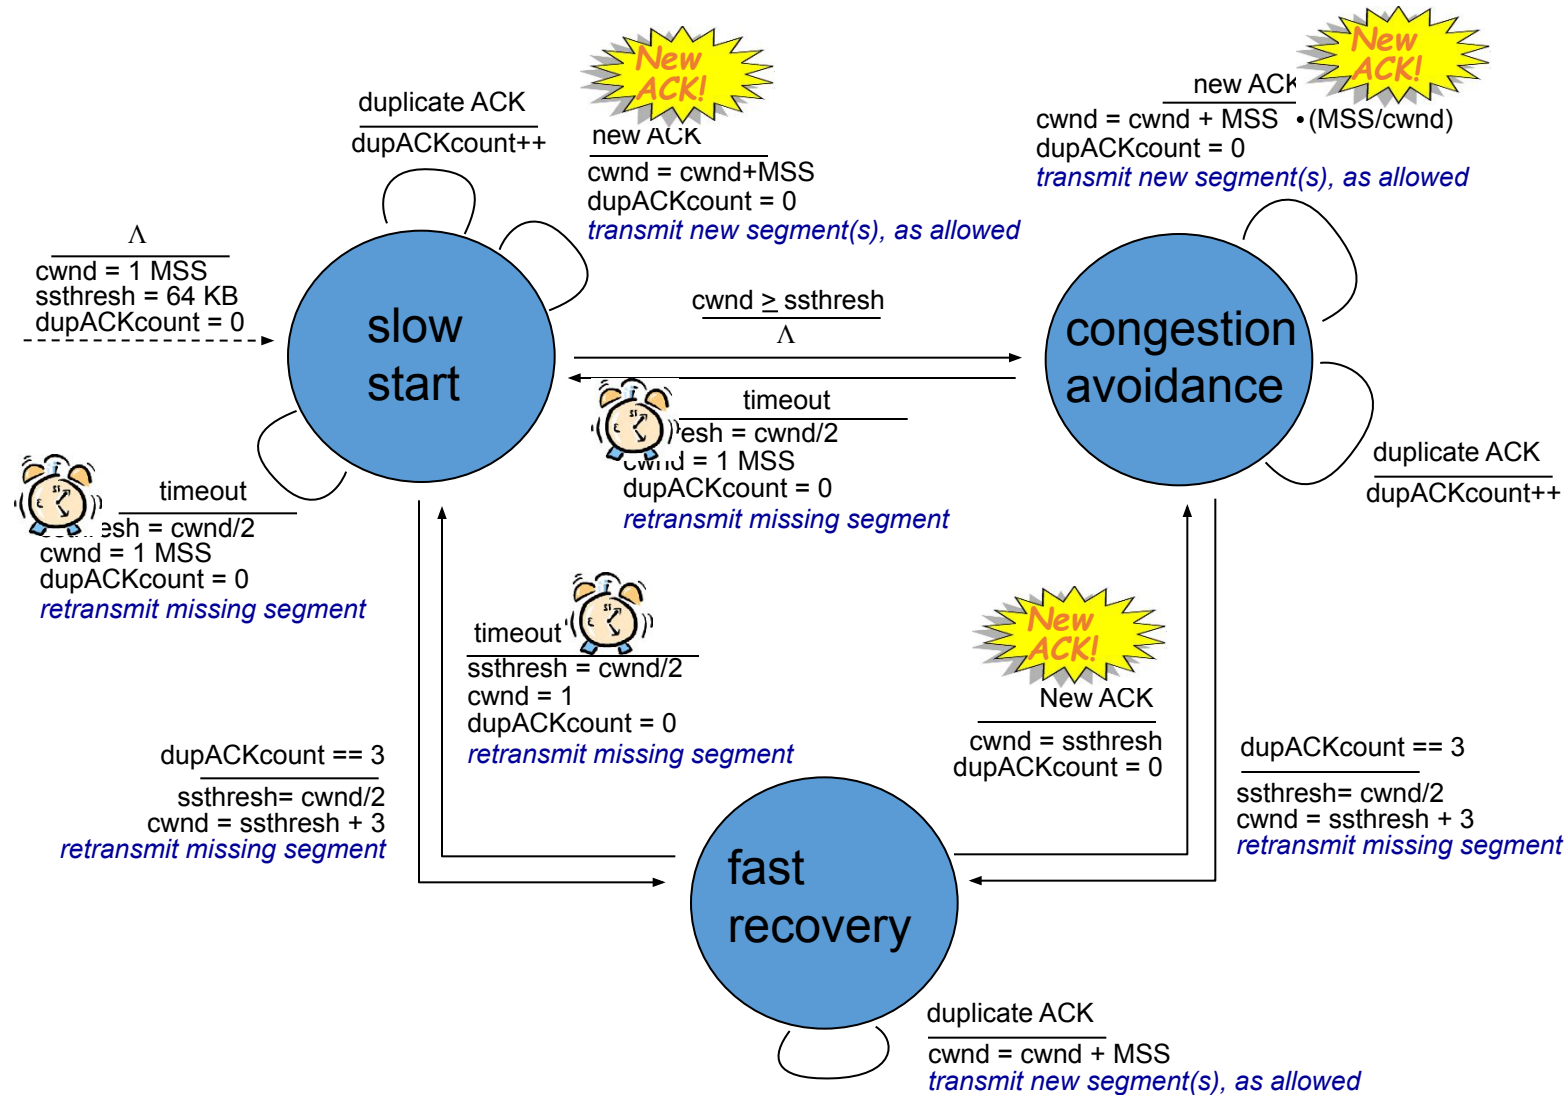 New
ACK!
duplicate ACK
dupACKcount++
new ACK
cwnd = cwnd+MSS
dupACKcount = 0
transmit new segment(s), as allowed
New
ACK!
new ACK
cwnd = cwnd + MSS •(MSS/cwnd)
dupACKcount = 0
transmit new segment(s), as allowed
Λ
cwnd = 1 MSS
ssthresh = 64 KB
dupACKcount = 0
slow
start
cwnd ≥ ssthresh
Λ
congestion
avoidance
timeout
esh = cwnd/2
cwnd = 1 MSS
dupACKcount = 0
retransmit missing segment
duplicate ACK
dupACKcount++
timeout
ssthresh = cwnd/2
cwnd = 1 MSS
dupACKcount = 0
retransmit missing segment
timeout
ssthresh = cwnd/2
cwnd = 1
dupACKcount = 0
retransmit missing segment
New
ACK!
New ACK
cwnd = ssthresh
dupACKcount = 0
dupACKcount == 3
ssthresh= cwnd/2
cwnd = ssthresh + 3
retransmit missing segment
dupACKcount == 3
ssthresh= cwnd/2
cwnd = ssthresh + 3
retransmit missing segment
fast
recovery
duplicate ACK
cwnd = cwnd + MSS
transmit new segment(s), as allowed